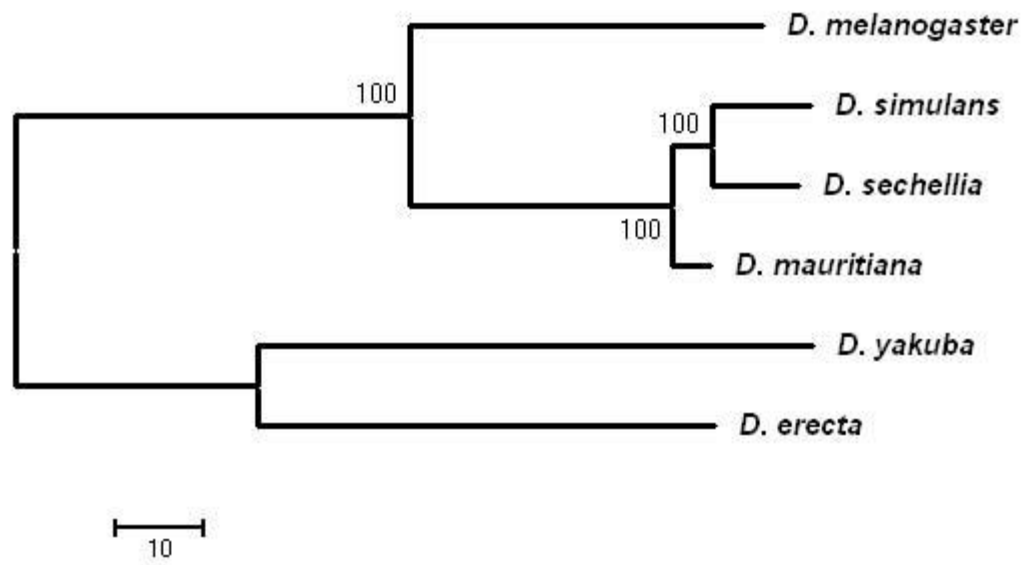 D. melanogaster
100
D. simulans
100
D. sechellia
100
D. mauritiana
D. yakuba
D. erecta
10